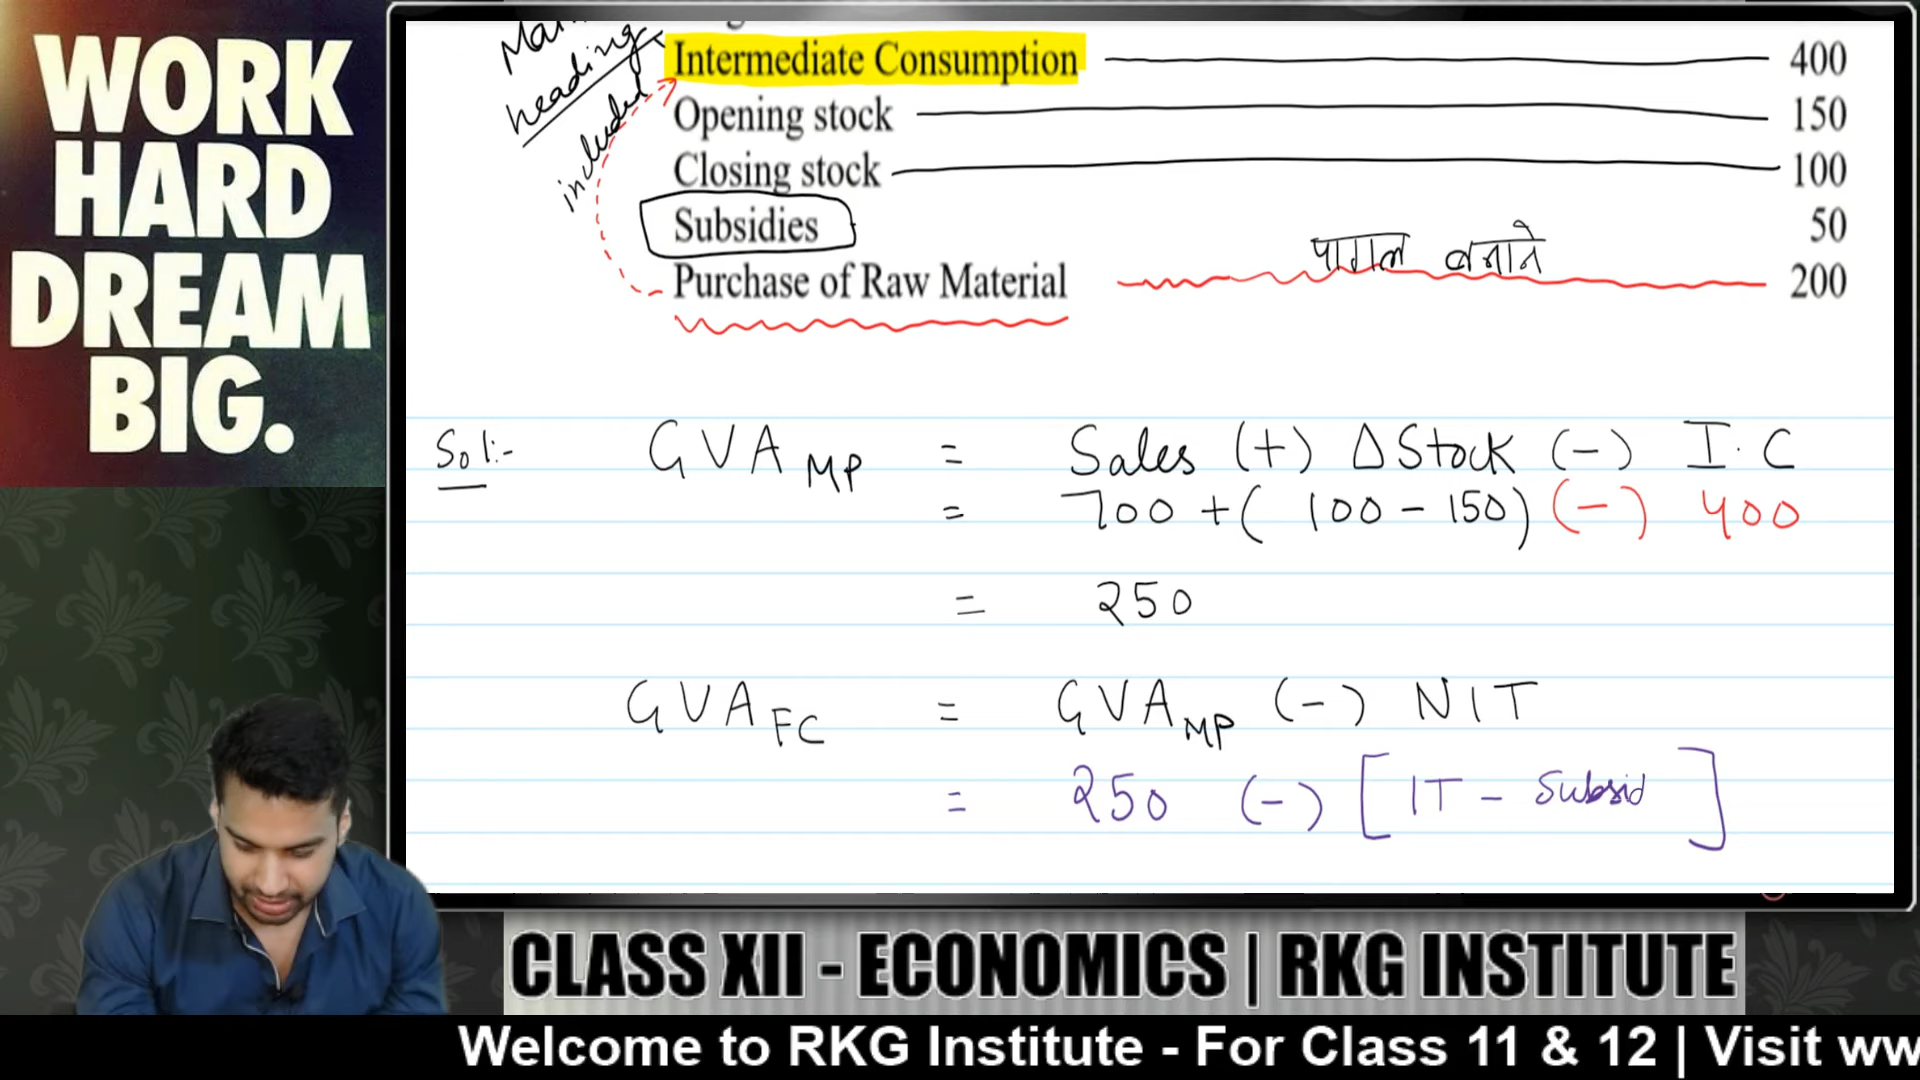 WORK
HARD
DREAM
BIG.
heading
included
Intermediate Consumption 400
Opening stock 150
Closing stock 100
Subsidies 50
पागल बनाने
Purchase of Raw Material 200
Sol:- GVA MP = Sales (+) Δ Stock (-) I.C
= 700 + ( 100 - 150) (-) 400
= 250
GVA FC = GVA MP (-) NIT
= 250 (-) [ IT - Subsid ]
CLASS XII - ECONOMICS | RKG INSTITUTE
Welcome to RKG Institute - For Class 11 & 12 | Visit ww